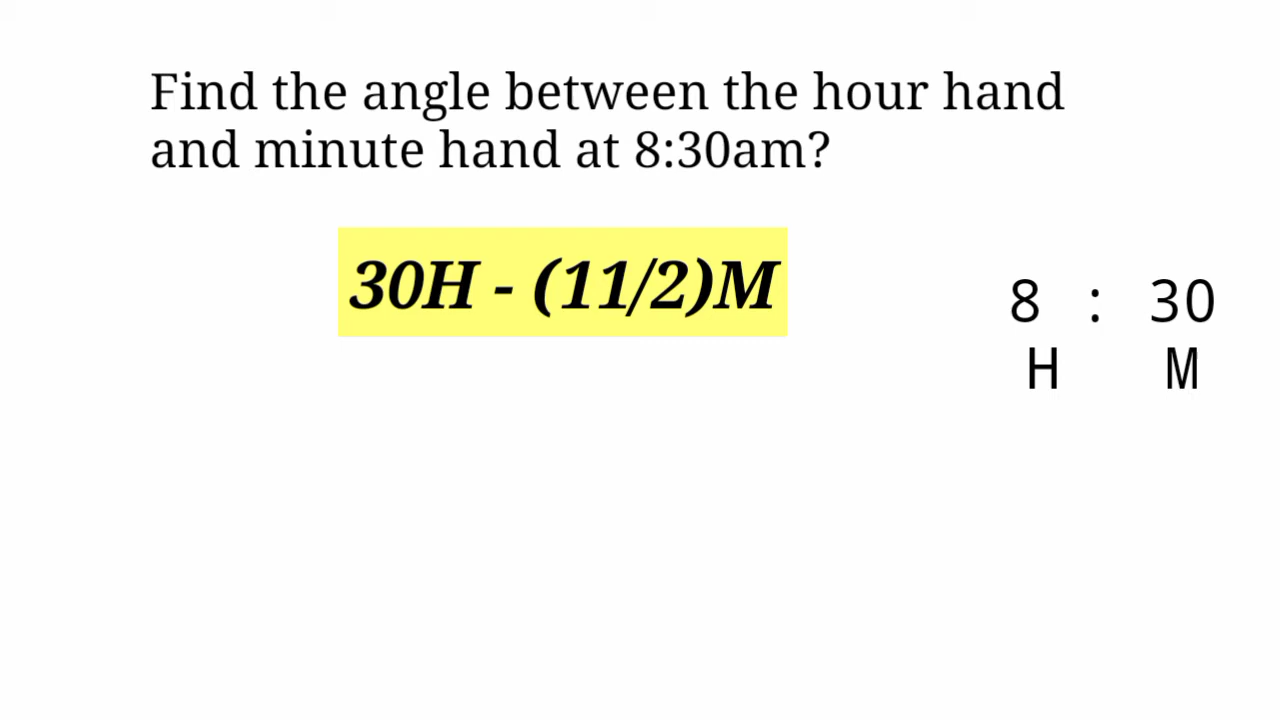 Find the angle between the hour hand
and minute hand at 8:30am?
30H - (11/2)M
8 : 30
H M